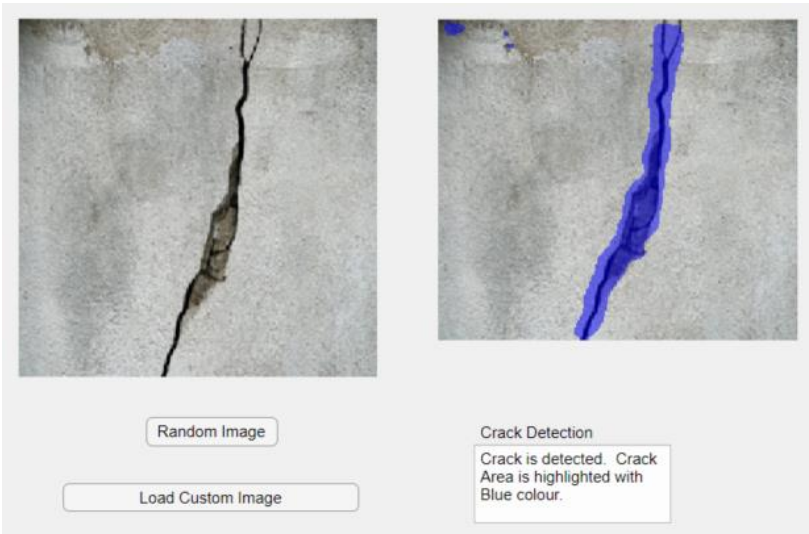 Random Image
Load Custom Image
Crack Detection
Crack is detected.  Crack
Area is highlighted with
Blue colour.